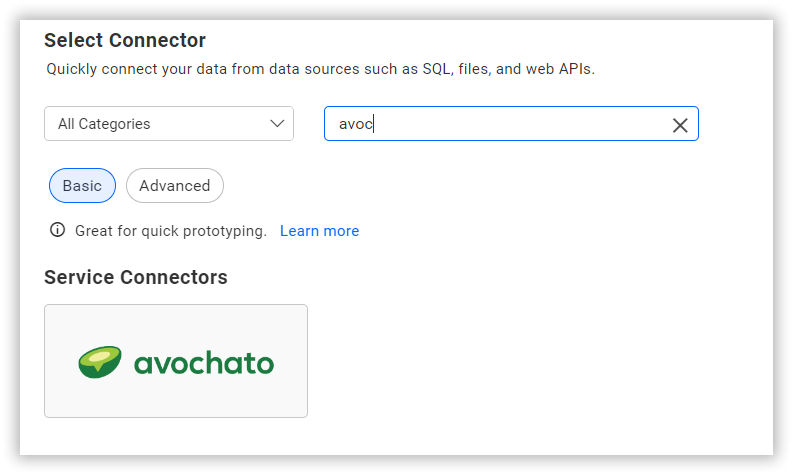 Select Connector
Quickly connect your data from data sources such as SQL, files, and web APIs.
All Categories
avoc
Basic
Advanced
Great for quick prototyping. Learn more
Service Connectors
avochato